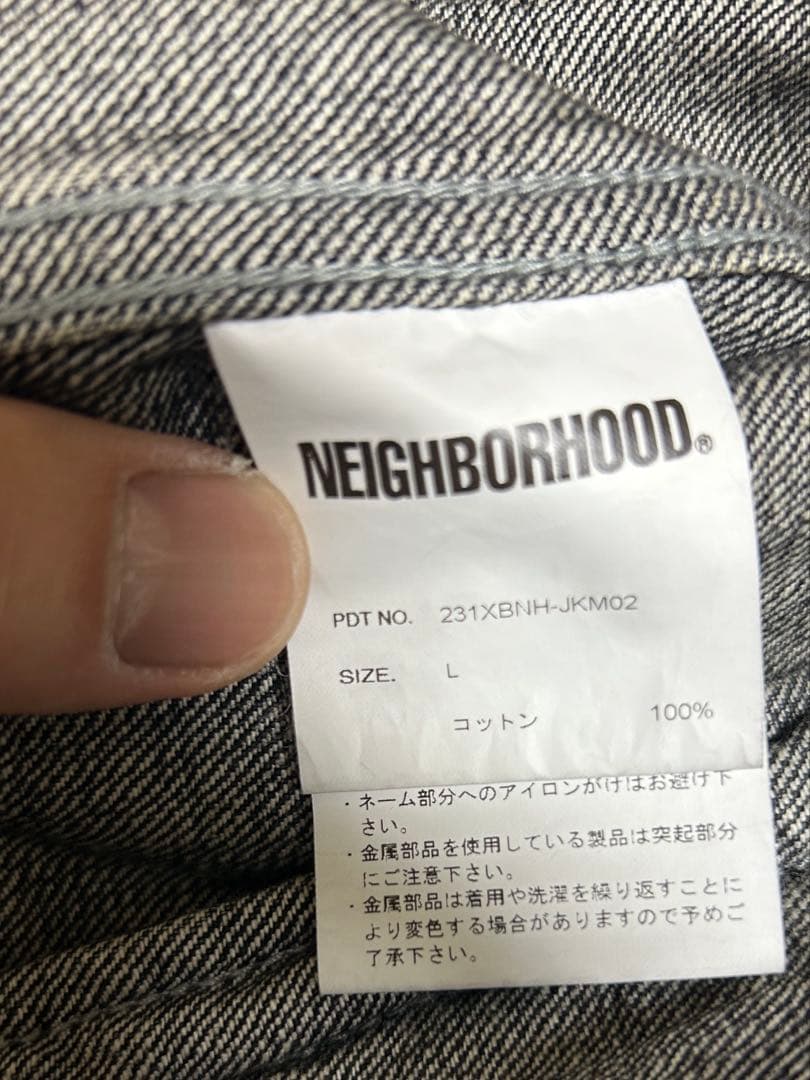 NEIGHBORHOOD®
PDT NO. 231XBNH-JKM02
SIZE. L
コットン 100%
・ネーム部分へのアイロンがけはお避け下
さい。
・金属部品を使用している製品は突起部分
にご注意下さい。
・金属部品は着用や洗濯を繰り返すことに
より変色する場合がありますので予めご
了承下さい。